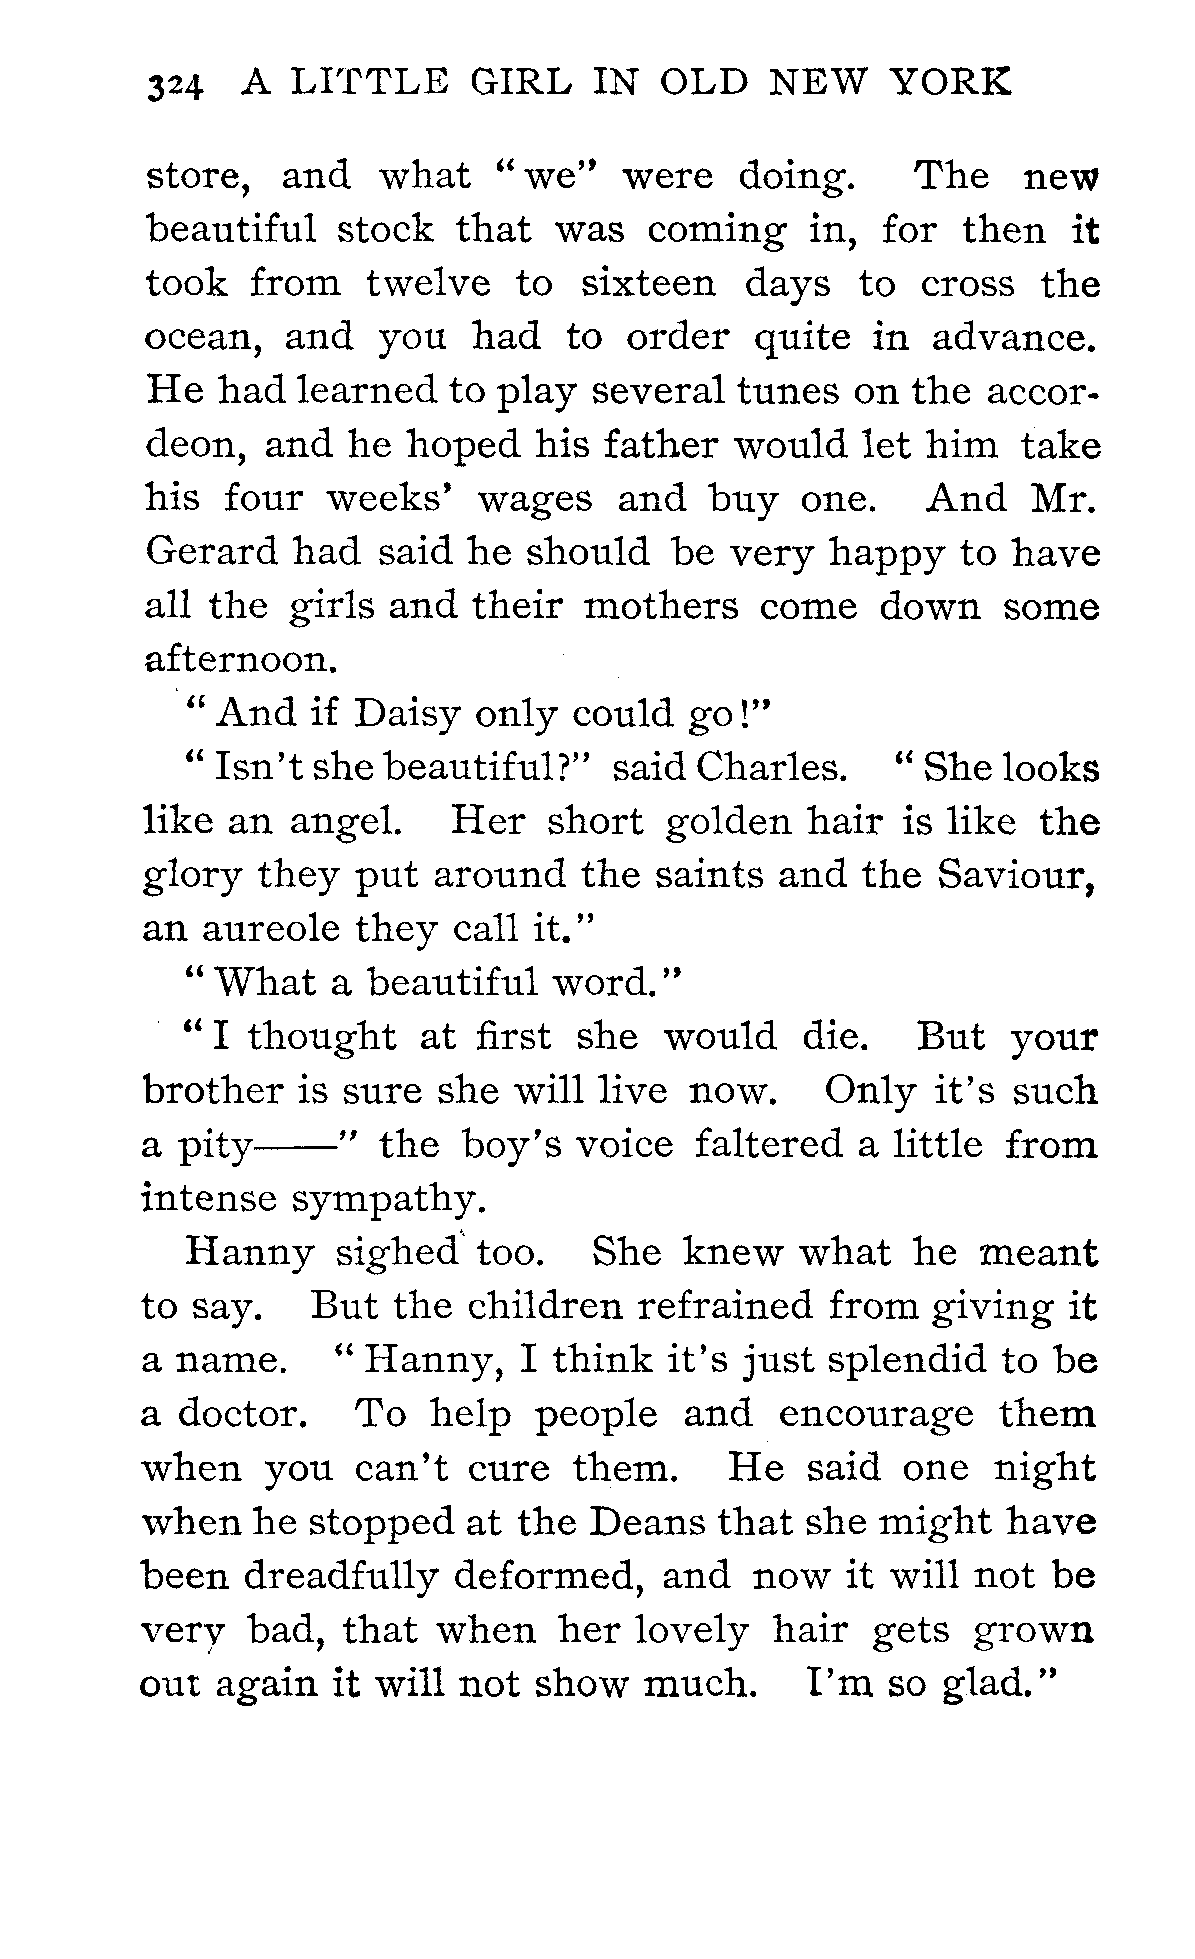 324 A LITTLE GIRL IN OLD NEW YORK
store, and what "we" were doing. The new
beautiful stock that was coming in, for then it
took from twelve to sixteen days to cross the
ocean, and you had to order quite in advance.
He had learned to play several tunes on the accor-
deon, and he hoped his father would let him take
his four weeks' wages and buy one. And Mr.
Gerard had said he should be very happy to have
all the girls and their mothers come down some
afternoon.
"And if Daisy only could go!"
"Isn't she beautiful?" said Charles. "She looks
like an angel. Her short golden hair is like the
glory they put around the saints and the Saviour,
an aureole they call it."
"What a beautiful word."
"I thought at first she would die. But your
brother is sure she will live now. Only it's such
a pity——" the boy's voice faltered a little from
intense sympathy.
Hanny sighed too. She knew what he meant
to say. But the children refrained from giving it
a name. "Hanny, I think it's just splendid to be
a doctor. To help people and encourage them
when you can't cure them. He said one night
when he stopped at the Deans that she might have
been dreadfully deformed, and now it will not be
very bad, that when her lovely hair gets grown
out again it will not show much. I'm so glad."